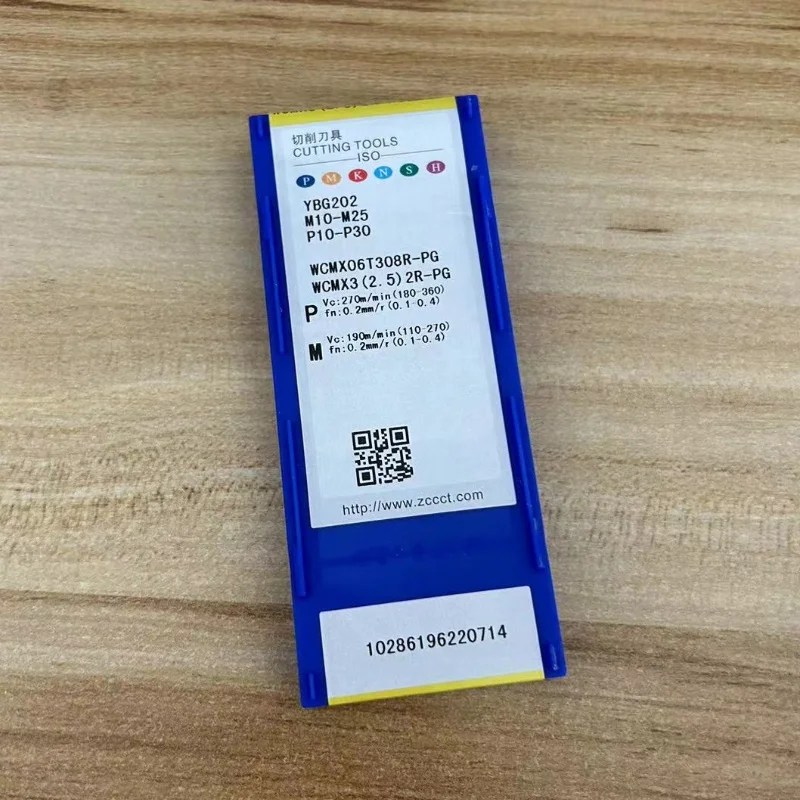 切削刀具
CUTTING TOOLS
ISO
P M K N S H
YBG202
M10-M25
P10-P30
WCMX06T308R-PG
WCMX3(2.5)2R-PG
P Vc:270m/min(180-360)
fn:0.2mm/r(0.1-0.4)
M Vc:190m/min(110-270)
fn:0.2mm/r(0.1-0.4)
http://www.zccct.com
10286196220714